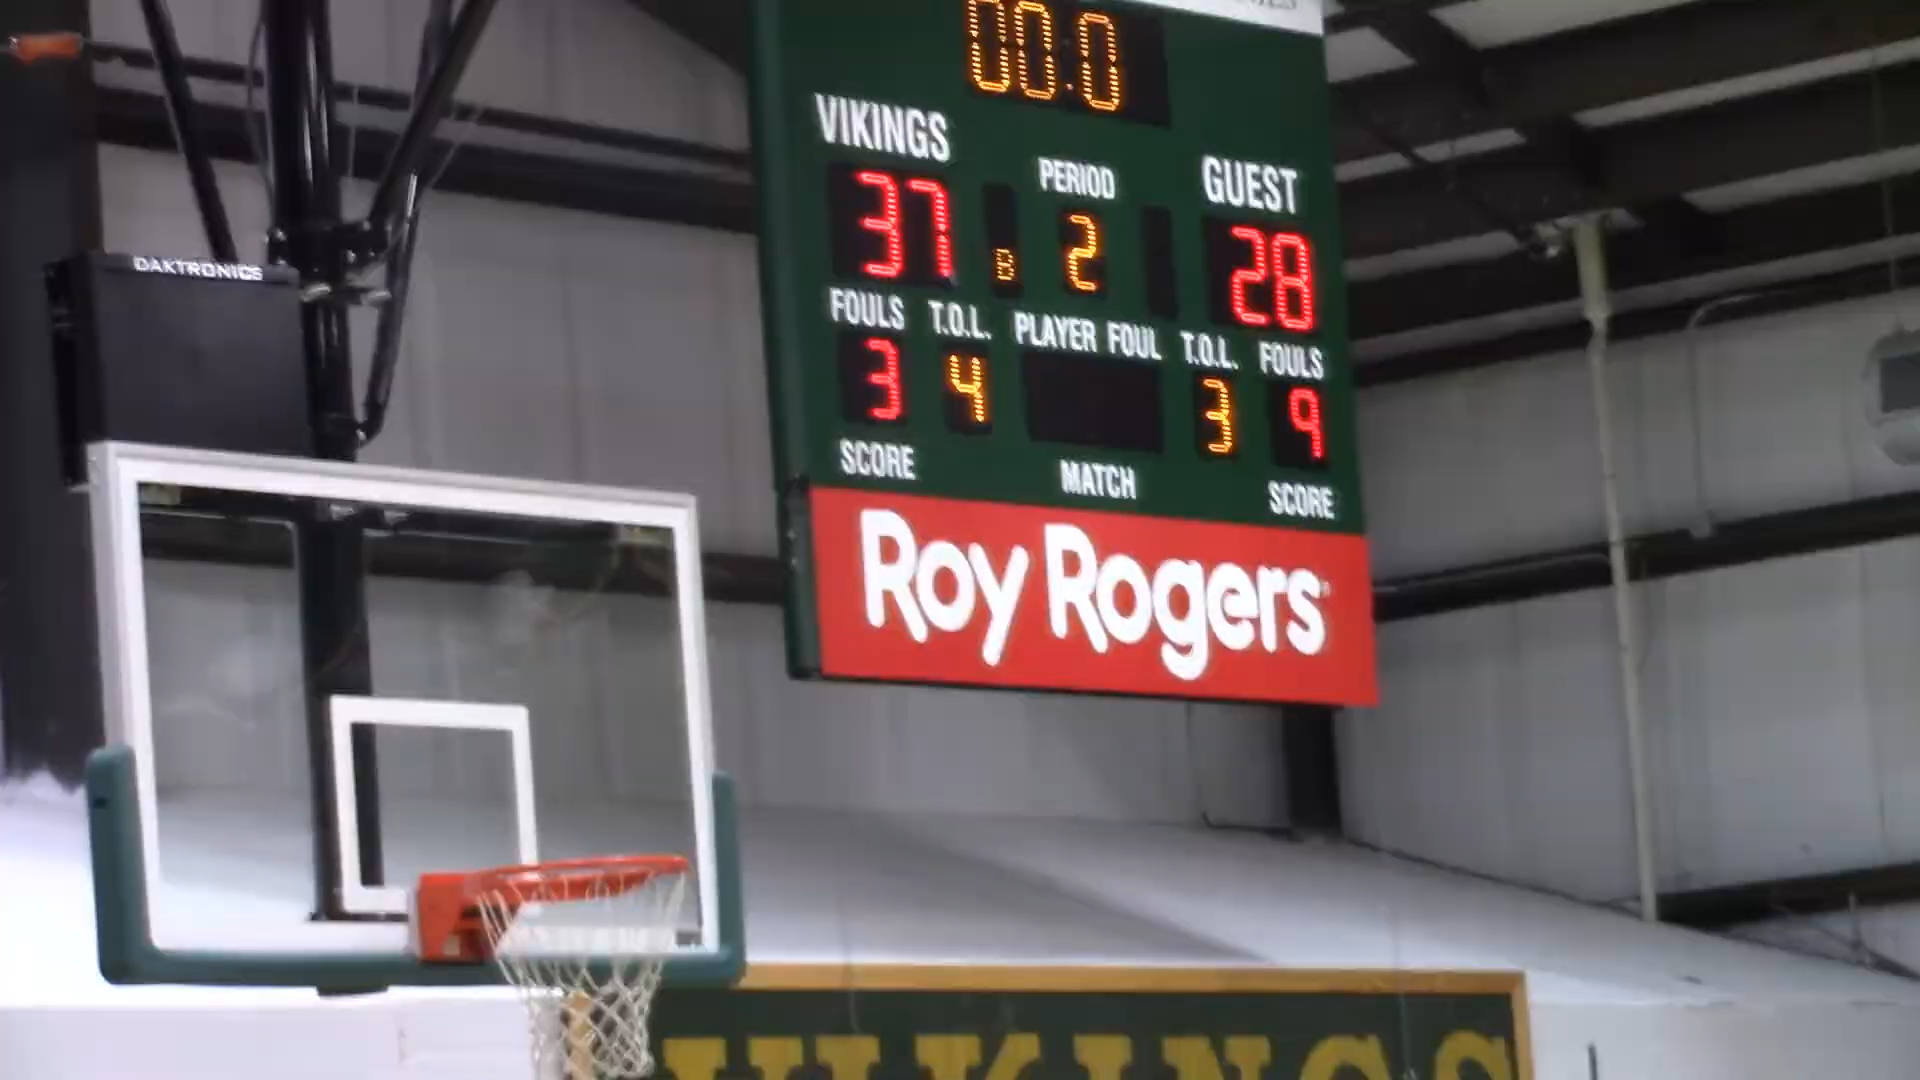 00:0
VIKINGS
PERIOD
GUEST
37
B
2
28
DAKTRONICS
FOULS
T.O.L.
PLAYER FOUL
T.O.L.
FOULS
3
4
3
9
SCORE
MATCH
SCORE
Roy Rogers
VIKINGS